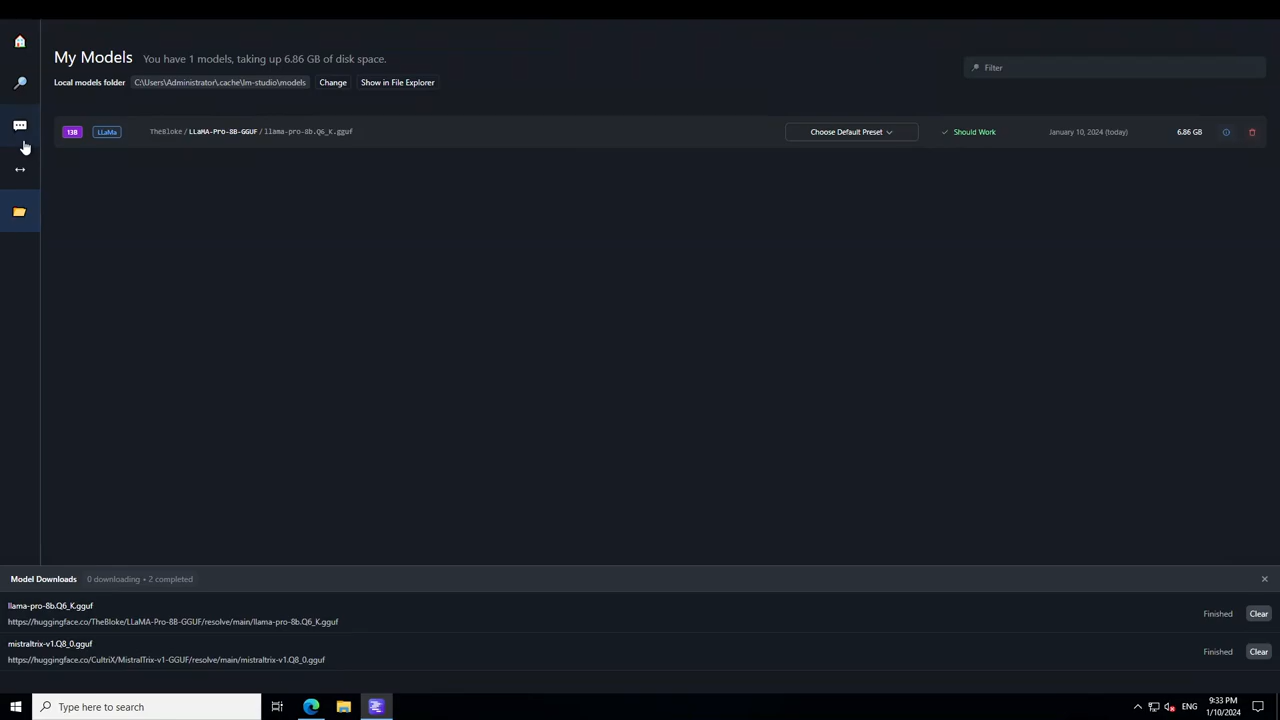 My Models You have 1 models, taking up 6.86 GB of disk space.
Filter
Local models folder C:\Users\Administrator\.cache\lm-studio\models Change Show in File Explorer
13B LLaMa TheBloke/LLaMA-Pro-8B-GGUF/llama-pro-8b.Q6_K.gguf Choose Default Preset Should Work January 10, 2024 (today) 6.86 GB
Model Downloads 0 downloading • 2 completed
llama-pro-8b.Q6_K.gguf
https://huggingface.co/TheBloke/LLaMA-Pro-8B-GGUF/resolve/main/llama-pro-8b.Q6_K.gguf Finished Clear
mistraltrix-v1.Q8_0.gguf
https://huggingface.co/CultriX/MistralTrix-v1-GGUF/resolve/main/mistraltrix-v1.Q8_0.gguf Finished Clear
Type here to search ENG 9:33 PM
1/10/2024